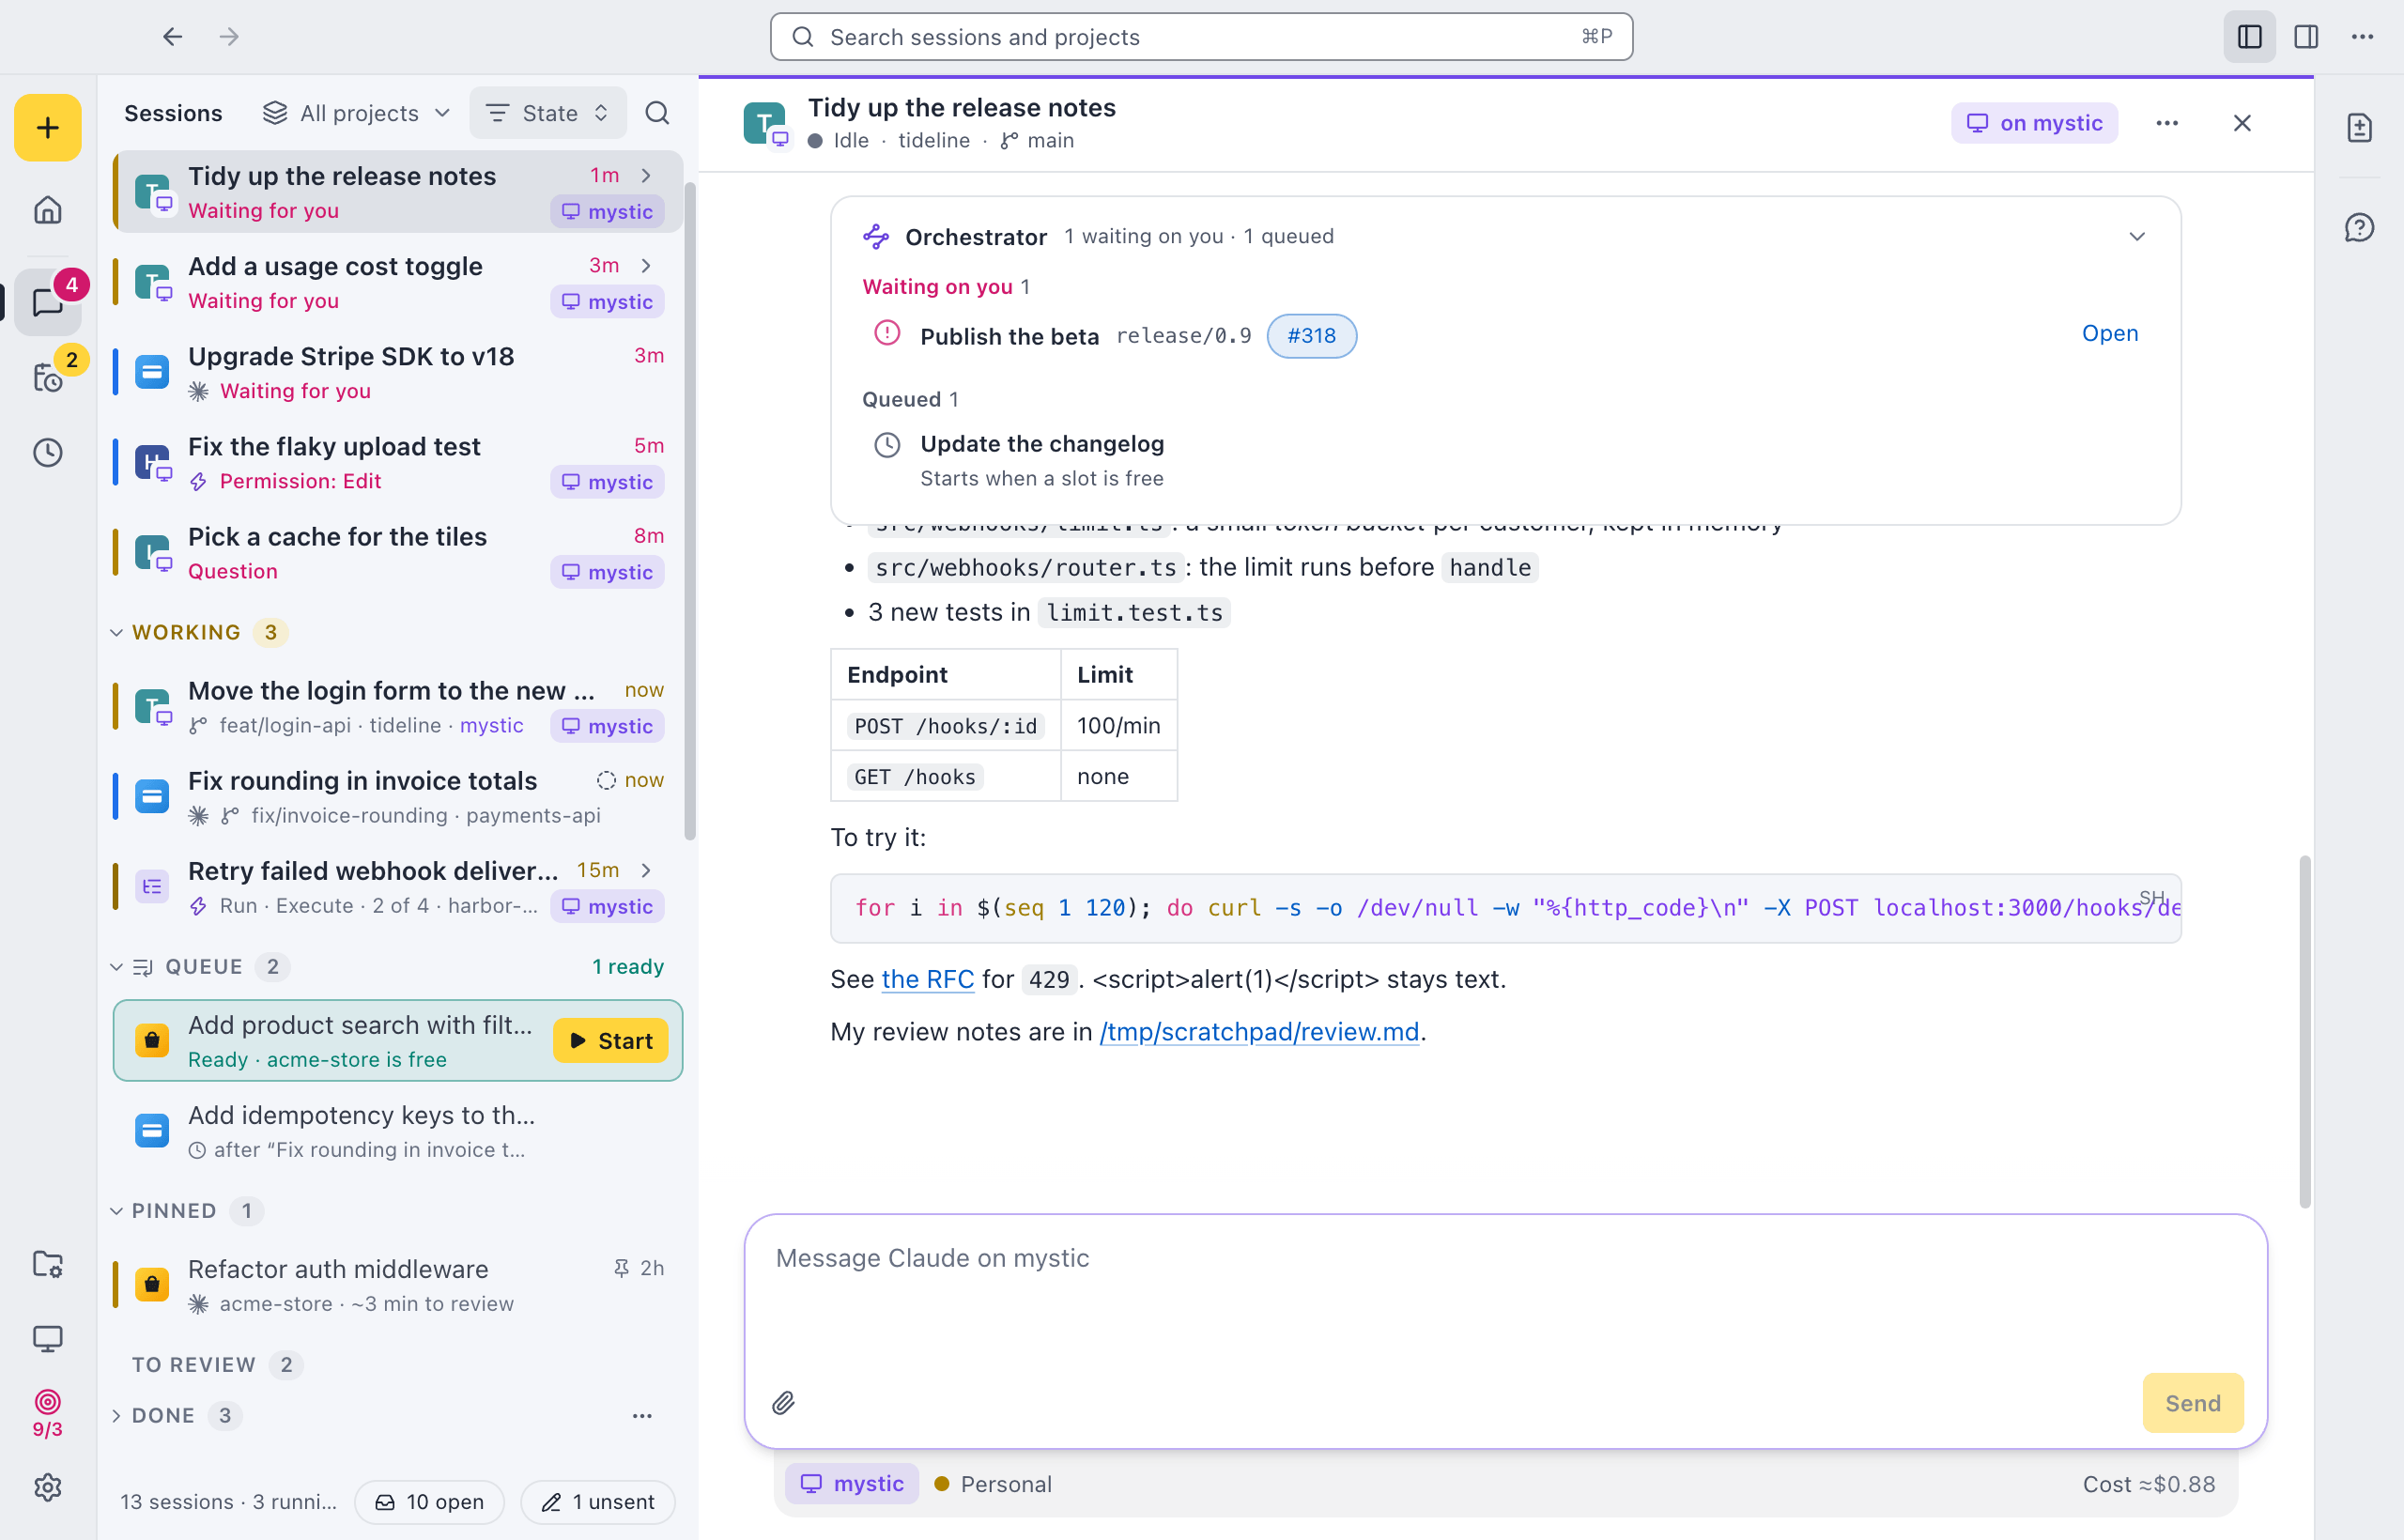 Search sessions and projects ⌘P
Sessions All projects State
Tidy up the release notes 1m
Waiting for you mystic
Add a usage cost toggle 3m
Waiting for you mystic
Upgrade Stripe SDK to v18 3m
Waiting for you
Fix the flaky upload test 5m
Permission: Edit mystic
Pick a cache for the tiles 8m
Question mystic
WORKING 3
Move the login form to the new ... now
feat/login-api · tideline · mystic mystic
Fix rounding in invoice totals now
fix/invoice-rounding · payments-api
Retry failed webhook deliver... 15m
Run · Execute · 2 of 4 · harbor-... mystic
QUEUE 2 1 ready
Add product search with filt...
Ready · acme-store is free
Start
Add idempotency keys to th...
after “Fix rounding in invoice t...
PINNED 1
Refactor auth middleware 2h
acme-store · ~3 min to review
TO REVIEW 2
DONE 3
13 sessions · 3 runni... 10 open 1 unsent
4
2
9/3
T
Tidy up the release notes
Idle · tideline · main
on mystic
Orchestrator 1 waiting on you · 1 queued
Waiting on you 1
Publish the beta release/0.9 #318 Open
Queued 1
Update the changelog
Starts when a slot is free
src/webhooks/limit.ts: a small token bucket per customer, kept in memory
• src/webhooks/router.ts: the limit runs before handle
• 3 new tests in limit.test.ts
Endpoint Limit
POST /hooks/:id 100/min
GET /hooks none
To try it:
SH
for i in $(seq 1 120); do curl -s -o /dev/null -w "%{http_code}\n" -X POST localhost:3000/hooks/de
See the RFC for 429. <script>alert(1)</script> stays text.
My review notes are in /tmp/scratchpad/review.md.
Message Claude on mystic
Send
mystic Personal Cost ≈$0.88